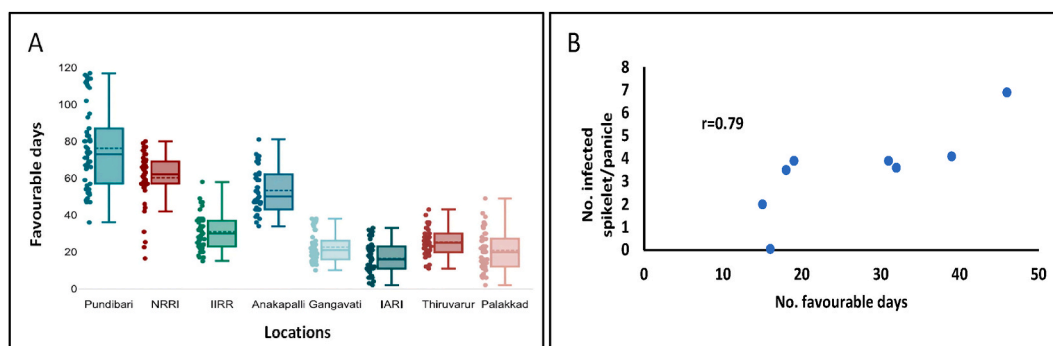 A
Favourable days
120
100
80
60
40
20
0
Pundibari NRRI IIRR Anakapalli Gangavati IARI Thiruvarur Palakkad
Locations
B
No. infected
spikelet/panicle
8
7
6
5
4
3
2
1
0
r=0.79
0 10 20 30 40 50
No. favourable days